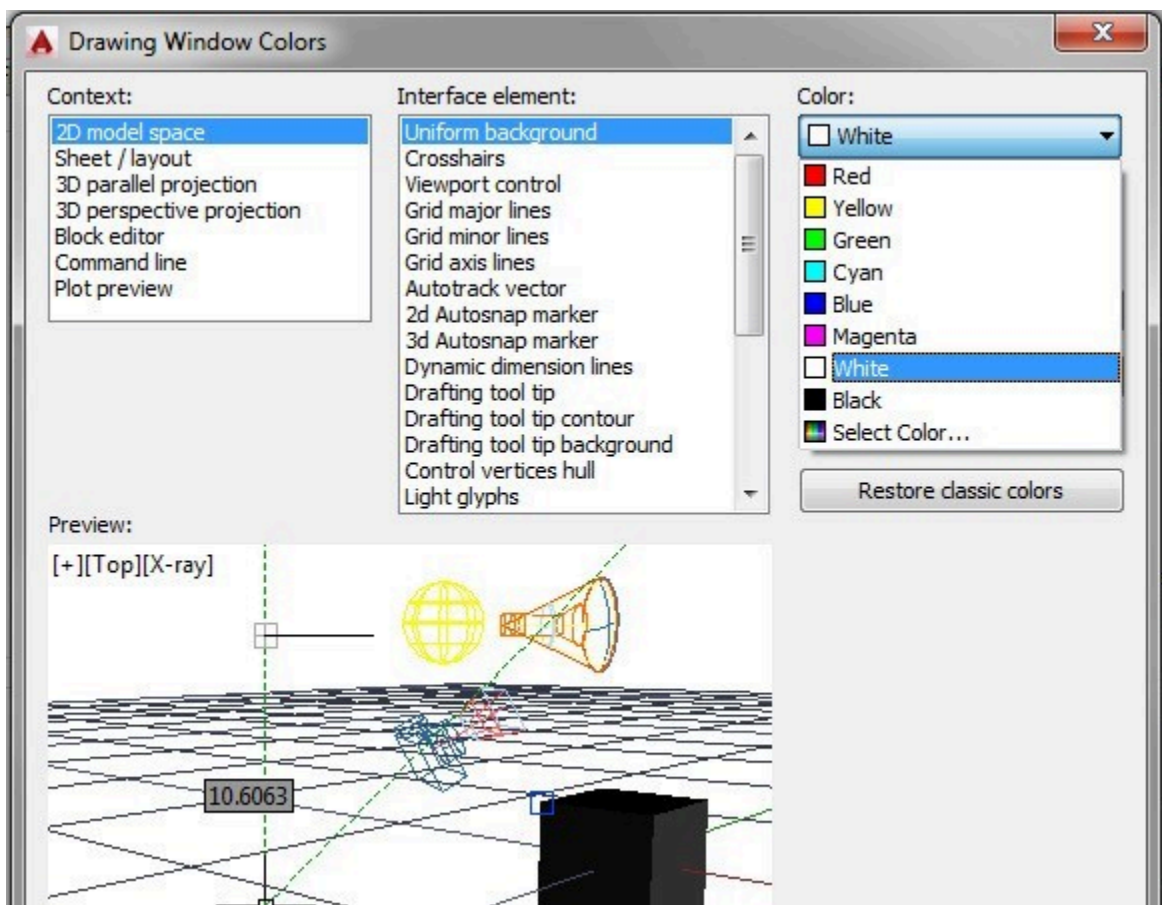 Drawing Window Colors
Context:
2D model space
Sheet / layout
3D parallel projection
3D perspective projection
Block editor
Command line
Plot preview
Interface element:
Uniform background
Crosshairs
Viewport control
Grid major lines
Grid minor lines
Grid axis lines
Autotrack vector
2d Autosnap marker
3d Autosnap marker
Dynamic dimension lines
Drafting tool tip
Drafting tool tip contour
Drafting tool tip background
Control vertices hull
Light glyphs
Color:
White
Red
Yellow
Green
Cyan
Blue
Magenta
White
Black
Select Color...
Restore classic colors
Preview:
[+][Top][X-ray]
10.6063